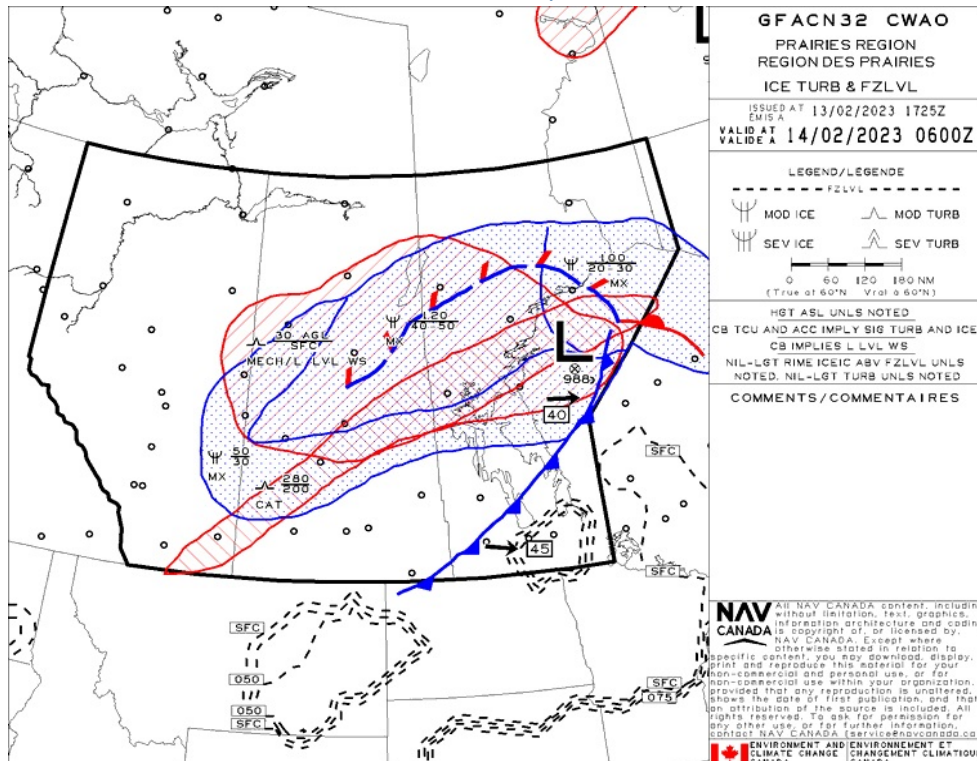 GFACN32 CWAO
PRAIRIES REGION
REGION DES PRAIRIES
ICE TURB & FZLVL
ISSUED AT
EMIS A
13/02/2023 1725Z
VALID AT
VALIDE A
14/02/2023 0600Z
LEGEND/LÉGENDE
FZLVL
MOD ICE
MOD TURB
SEV ICE
SEV TURB
0 60 120 180 NM
(True at 60°N Vrai à 60°N)
HGT ASL UNLS NOTED
CB TCU AND ACC IMPLY SIG TURB AND ICE
CB IMPLIES L LVL WS
NIL-LGT RIME ICEIC ABV FZLVL UNLS
NOTED. NIL-LGT TURB UNLS NOTED
COMMENTS/COMMENTAIRES
100
20-30
MX
120
40-50
MX
30 AGL
SFC
MECH/L LVL WS
L
988
40
50
30
MX
280
200
CAT
45
SFC
SFC
SFC
050
050
SFC
SFC
075
NAV
CANADA
All NAV CANADA content, includin
without limitation, text, graphics,
information architecture and codin
is copyright of, or licensed by,
NAV CANADA. Except where
otherwise stated in relation to
specific content, you may download, display,
print and reproduce this material for your
non-commercial and personal use, or for
non-commercial use within your organization,
provided that any reproduction is unaltered,
shows the date of first publication, and that
an attribution of the source is included. All
rights reserved. To ask for permission for
any other use, or for further information,
contact NAV CANADA (service@navcanada.ca
ENVIRONMENT AND
CLIMATE CHANGE
CANADA
ENVIRONNEMENT ET
CHANGEMENT CLIMATIQU
CANADA